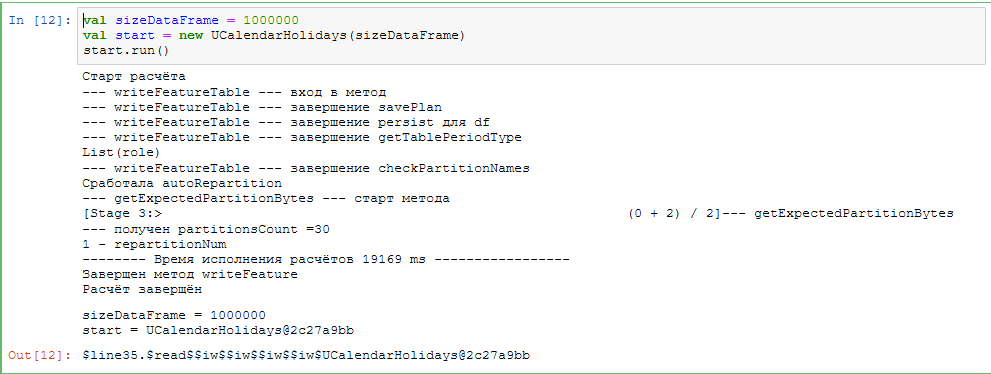 In [12]: val sizeDataFrame = 1000000
val start = new UCalendarHolidays(sizeDataFrame)
start.run()
Старт расчёта
--- writeFeatureTable --- вход в метод
--- writeFeatureTable --- завершение savePlan
--- writeFeatureTable --- завершение persist для df
--- writeFeatureTable --- завершение getTablePeriodType
List(role)
--- writeFeatureTable --- завершение checkPartitionNames
Сработала autoRepartition
--- getExpectedPartitionBytes --- старт метода
[Stage 3:> (0 + 2) / 2]--- getExpectedPartitionBytes
--- получен partitionsCount =30
1 - repartitionNum
-------- Время исполнения расчётов 19169 ms -----------------
Завершен метод writeFeature
Расчёт завершён
sizeDataFrame = 1000000
start = UCalendarHolidays@2c27a9bb
Out[12]: $line35.$read$$iw$$iw$$iw$$iw$UCalendarHolidays@2c27a9bb